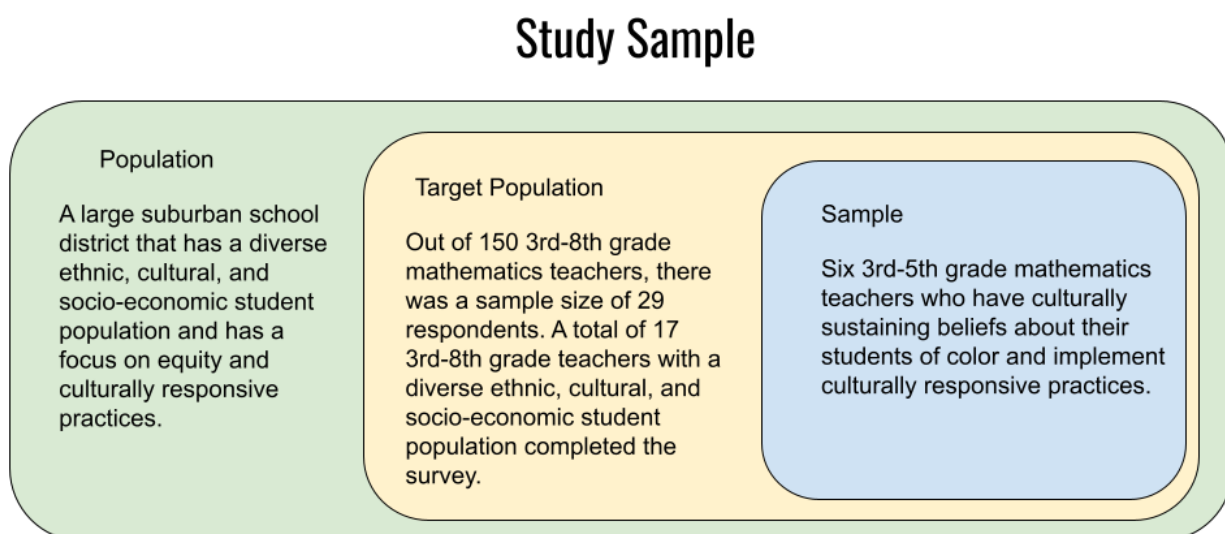 Study Sample
Population
A large suburban school
district that has a diverse
ethnic, cultural, and
socio-economic student
population and has a
focus on equity and
culturally responsive
practices.
Target Population
Out of 150 3rd-8th grade
mathematics teachers, there
was a sample size of 29
respondents. A total of 17
3rd-8th grade teachers with a
diverse ethnic, cultural, and
socio-economic student
population completed the
survey.
Sample
Six 3rd-5th grade mathematics
teachers who have culturally
sustaining beliefs about their
students of color and implement
culturally responsive practices.